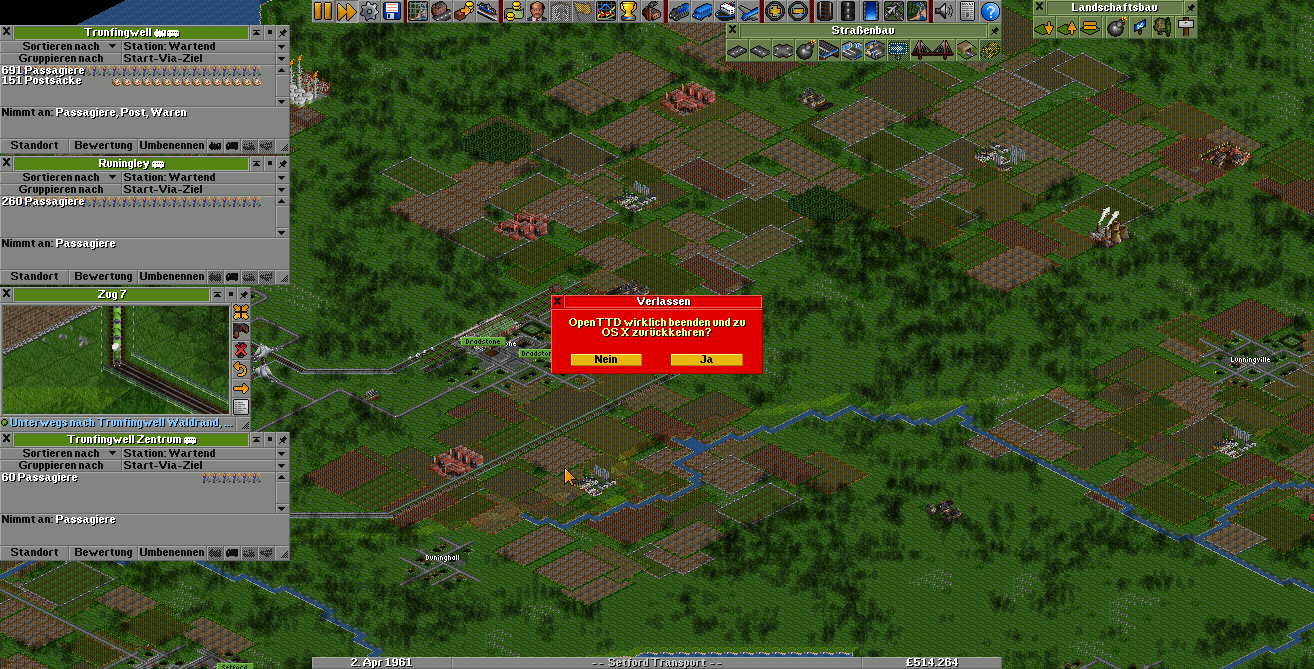 Trunfingwell
Sortieren nach
Station: Wartend
Gruppieren nach
Start-Via-Ziel
691 Passagiere
151 Postsäcke
Nimmt an: Passagiere, Post, Waren
Standort
Bewertung
Umbenennen
Runingley
Sortieren nach
Station: Wartend
Gruppieren nach
Start-Via-Ziel
260 Passagiere
Nimmt an: Passagiere
Standort
Bewertung
Umbenennen
Zug 7
Unterwegs nach Trunfingwell Waldrand, ...
Trunfingwell Zentrum
Sortieren nach
Station: Wartend
Gruppieren nach
Start-Via-Ziel
60 Passagiere
Nimmt an: Passagiere
Standort
Bewertung
Umbenennen
Straßenbau
Landschaftsbau
Verlassen
OpenTTD wirklich beenden und zu
OS X zurückkehren?
Nein
Ja
Dradstone
Lunningville
Duninghall
Setford
2. Apr 1961
-- Setford Transport --
£514.264